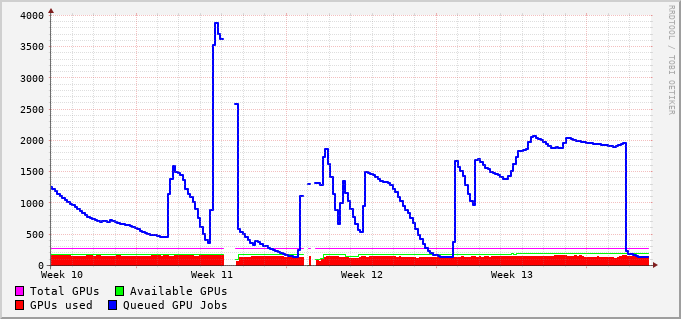 4000
3500
3000
2500
2000
1500
1000
500
0
Week 10 Week 11 Week 12 Week 13
Total GPUs Available GPUs
GPUs used Queued GPU Jobs
RRDTOOL / TOBI OETIKER